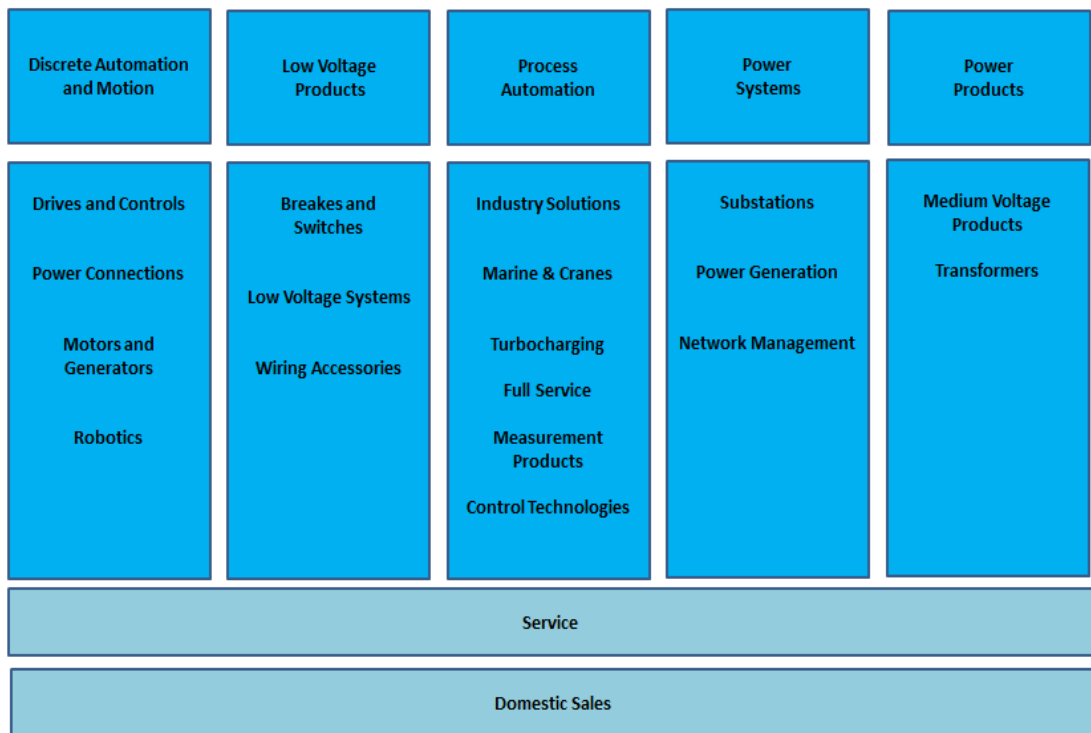 Discrete Automation
and Motion
Low Voltage
Products
Process
Automation
Power
Systems
Power
Products
Drives and Controls
Power Connections
Motors and
Generators
Robotics
Breakes and
Switches
Low Voltage Systems
Wiring Accessories
Industry Solutions
Marine & Cranes
Turbocharging
Full Service
Measurement
Products
Control Technologies
Substations
Power Generation
Network Management
Medium Voltage
Products
Transformers
Service
Domestic Sales